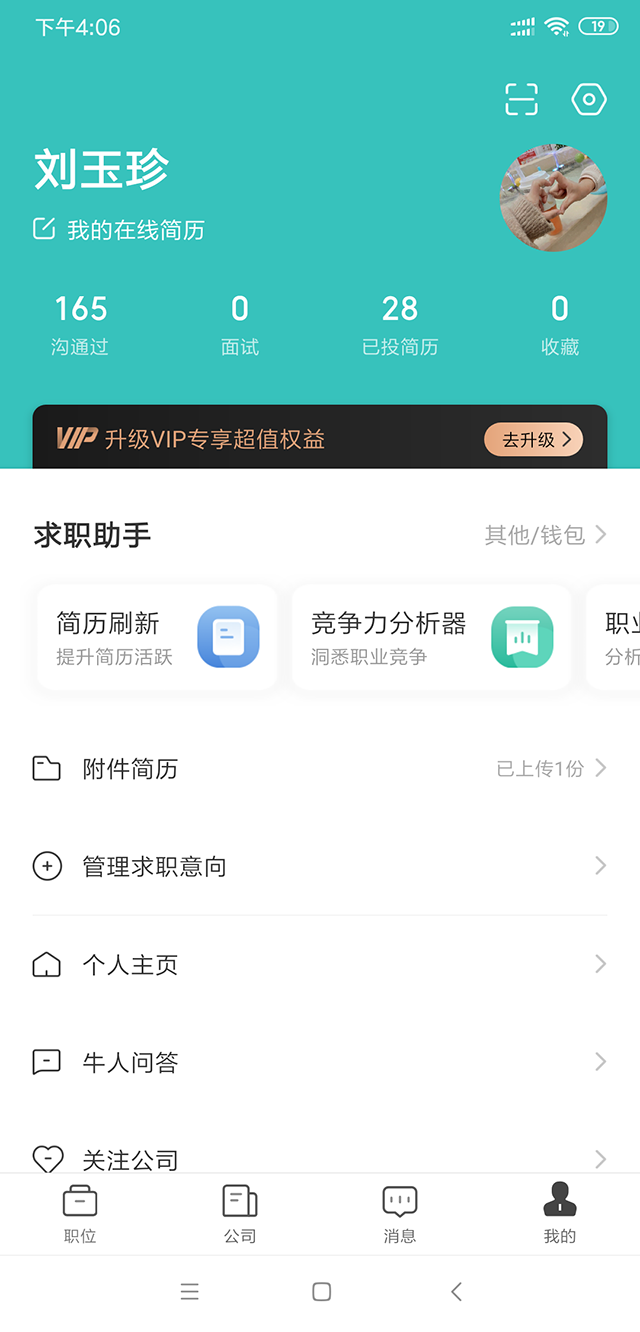 下午4:06
19
刘玉珍
我的在线简历
165 0 28 0
沟通过 面试 已投简历 收藏
VIP 升级VIP专享超值权益 去升级
求职助手 其他/钱包
简历刷新 竞争力分析器 职业
提升简历活跃 洞悉职业竞争 分析
附件简历 已上传1份
管理求职意向
个人主页
牛人问答
关注公司
职位 公司 消息 我的